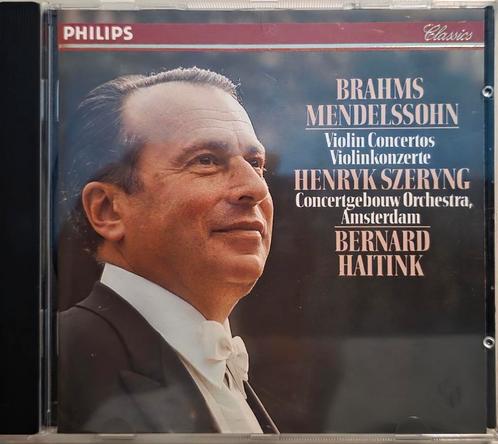 PHILIPS
Classics
BRAHMS
MENDELSSOHN
Violin Concertos
Violinkonzerte
HENRYK SZERYNG
Concertgebouw Orchestra,
Amsterdam
BERNARD
HAITINK